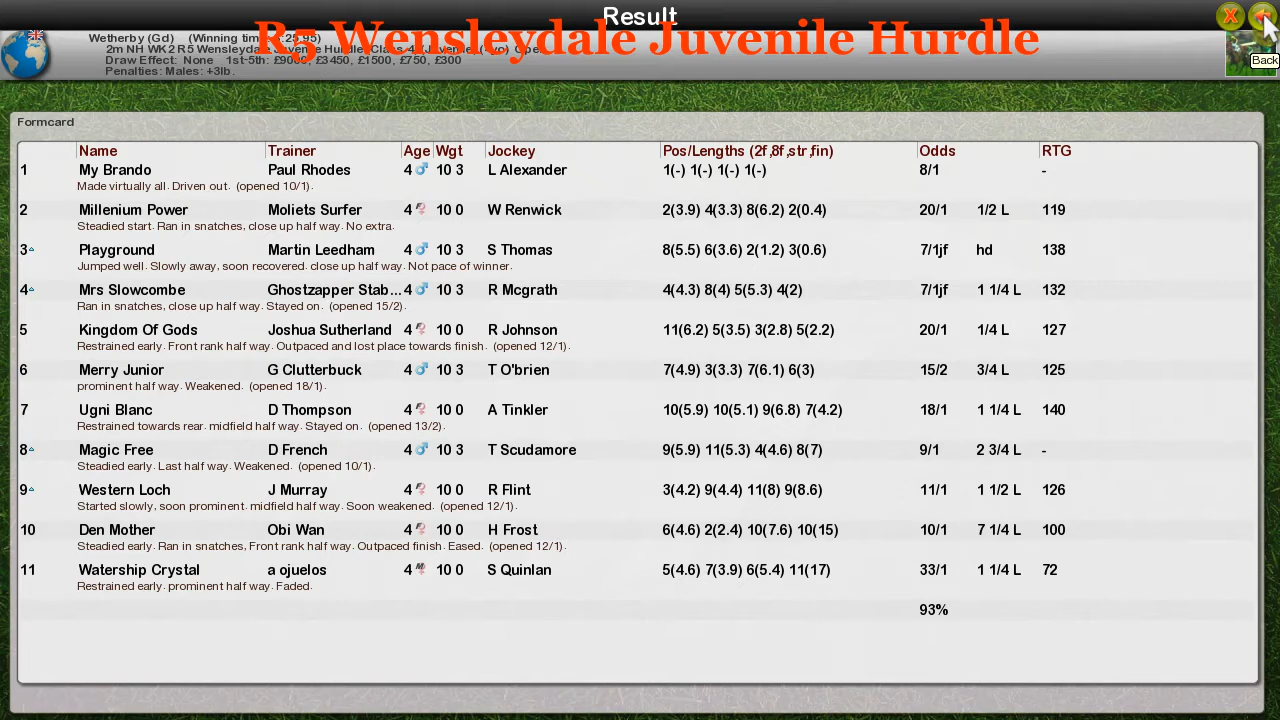 Result
R5 Wensleydale Juvenile Hurdle
Wetherby (Gd) (Winning tim
2m NH WK2 R5 Wensleydal
Draw Effect: None 1st-5th: £9000, £3450, £1500, £750, £300
Penalties: Males: +3lb.
Back
Formcard
Name Trainer Age Wgt Jockey Pos/Lengths (2f,8f,str,fin) Odds RTG
1 My Brando Paul Rhodes 4 10 3 L Alexander 1(-) 1(-) 1(-) 1(-) 8/1 -
Made virtually all. Driven out. (opened 10/1).
2 Millenium Power Moliets Surfer 4 10 0 W Renwick 2(3.9) 4(3.3) 8(6.2) 2(0.4) 20/1 1/2 L 119
Steadied start. Ran in snatches, close up half way. No extra.
3 Playground Martin Leedham 4 10 3 S Thomas 8(5.5) 6(3.6) 2(1.2) 3(0.6) 7/1jf hd 138
Jumped well. Slowly away, soon recovered. close up half way. Not pace of winner.
4 Mrs Slowcombe Ghostzapper Stab... 4 10 3 R Mcgrath 4(4.3) 8(4) 5(5.3) 4(2) 7/1jf 1 1/4 L 132
Ran in snatches, close up half way. Stayed on. (opened 15/2).
5 Kingdom Of Gods Joshua Sutherland 4 10 0 R Johnson 11(6.2) 5(3.5) 3(2.8) 5(2.2) 20/1 1/4 L 127
Restrained early. Front rank half way. Outpaced and lost place towards finish. (opened 12/1).
6 Merry Junior G Clutterbuck 4 10 3 T O'brien 7(4.9) 3(3.3) 7(6.1) 6(3) 15/2 3/4 L 125
prominent half way. Weakened. (opened 18/1).
7 Ugni Blanc D Thompson 4 10 0 A Tinkler 10(5.9) 10(5.1) 9(6.8) 7(4.2) 18/1 1 1/4 L 140
Restrained towards rear. midfield half way. Stayed on. (opened 13/2).
8 Magic Free D French 4 10 3 T Scudamore 9(5.9) 11(5.3) 4(4.6) 8(7) 9/1 2 3/4 L -
Steadied early. Last half way. Weakened. (opened 10/1).
9 Western Loch J Murray 4 10 0 R Flint 3(4.2) 9(4.4) 11(8) 9(8.6) 11/1 1 1/2 L 126
Started slowly, soon prominent. midfield half way. Soon weakened. (opened 12/1).
10 Den Mother Obi Wan 4 10 0 H Frost 6(4.6) 2(2.4) 10(7.6) 10(15) 10/1 7 1/4 L 100
Steadied early. Ran in snatches, Front rank half way. Outpaced finish. Eased. (opened 12/1).
11 Watership Crystal a ojuelos 4 10 0 S Quinlan 5(4.6) 7(3.9) 6(5.4) 11(17) 33/1 1 1/4 L 72
Restrained early. prominent half way. Faded.
93%